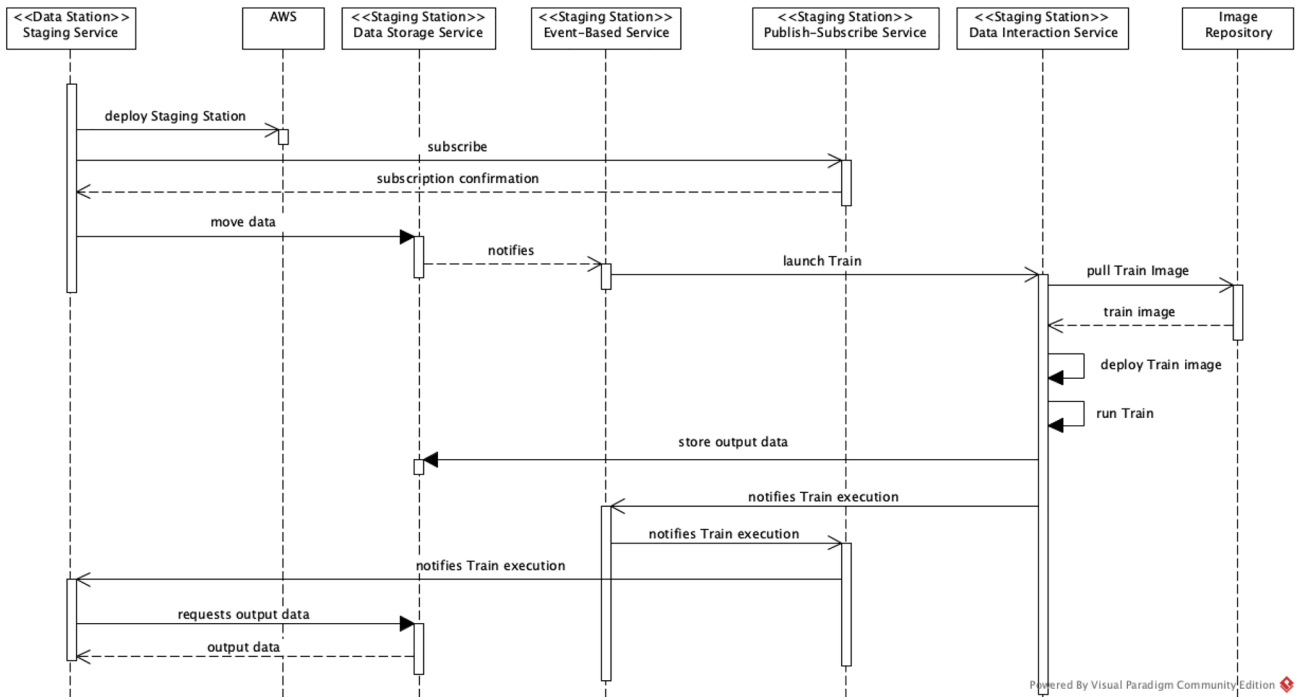 <<Data Station>>
Staging Service
AWS
<<Staging Station>>
Data Storage Service
<<Staging Station>>
Event-Based Service
<<Staging Station>>
Publish-Subscribe Service
<<Staging Station>>
Data Interaction Service
Image
Repository
deploy Staging Station
subscribe
subscription confirmation
move data
notifies
launch Train
pull Train Image
train image
deploy Train image
run Train
store output data
notifies Train execution
notifies Train execution
notifies Train execution
requests output data
output data
Powered By Visual Paradigm Community Edition